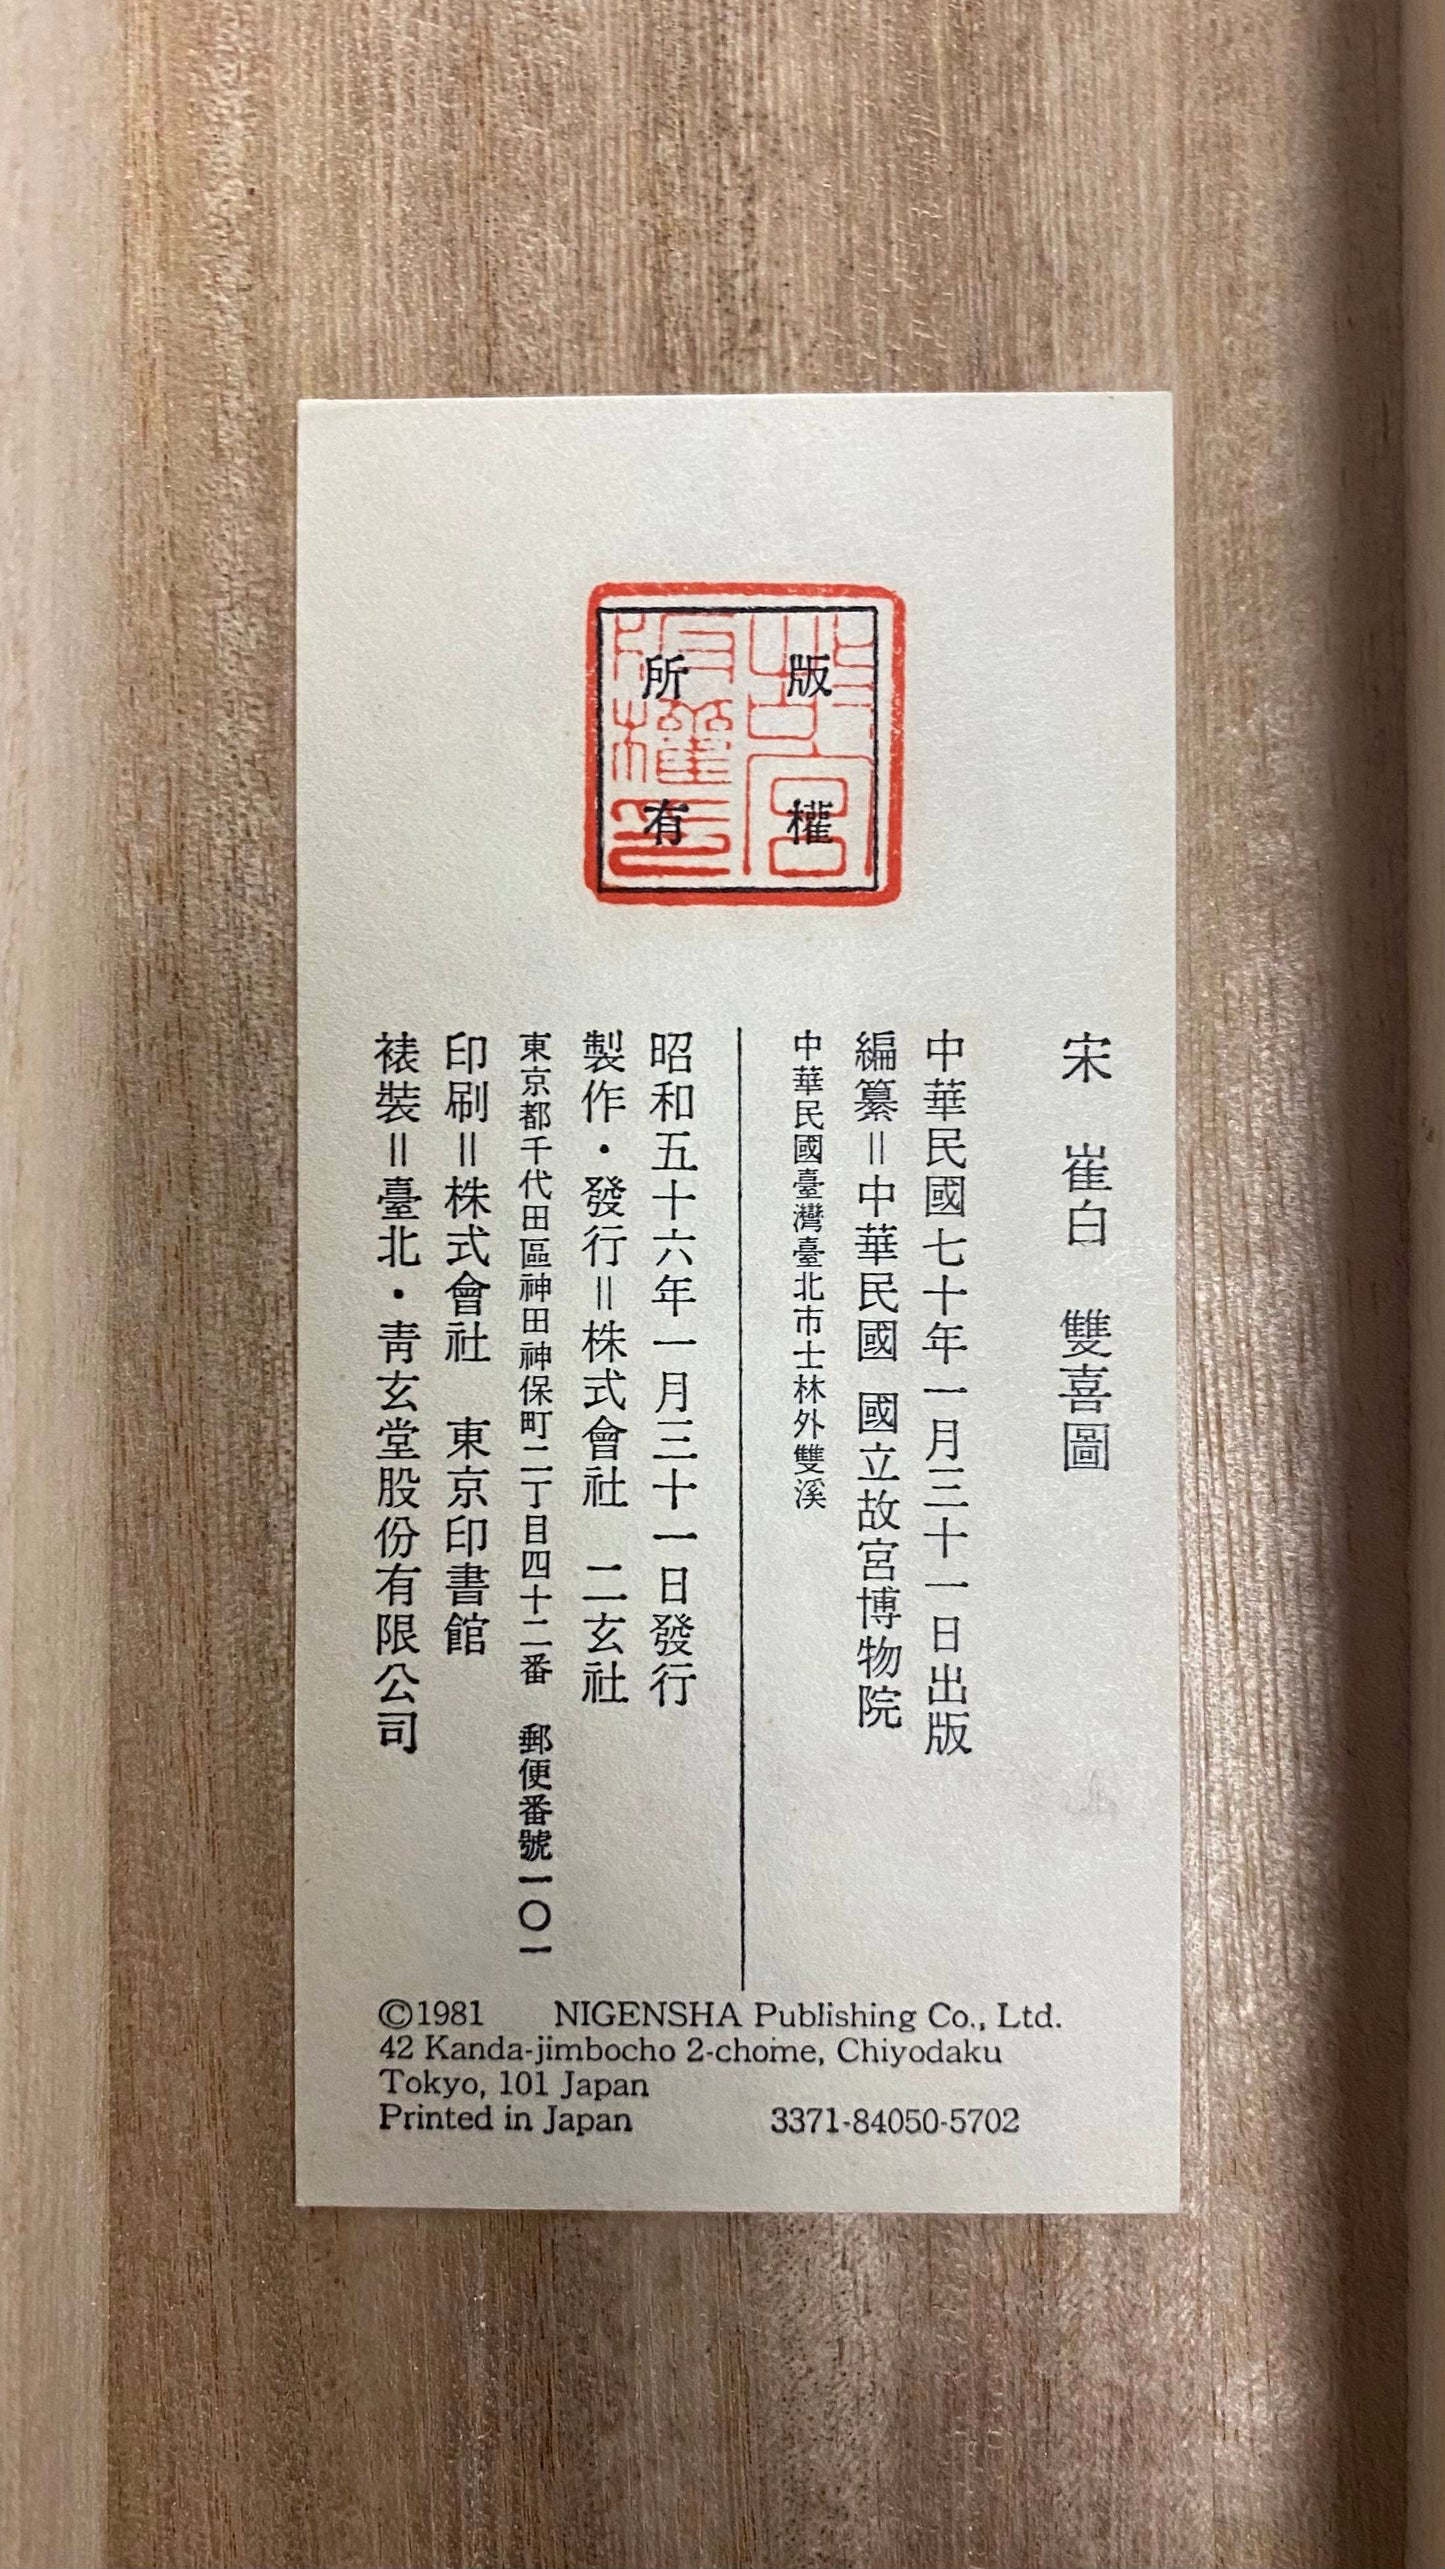 版權
所有
故宮
版權印
宋　崔白　雙喜圖
中華民國七十年一月三十一日出版
編纂＝中華民國　國立故宮博物院
中華民國臺灣臺北市士林外雙溪
昭和五十六年一月三十一日發行
製作・發行＝株式會社　二玄社
東京都千代田區神田神保町二丁目四十二番　郵便番號一〇一
印刷＝株式會社　東京印書館
裱裝＝臺北・青玄堂股份有限公司
©1981 NIGENSHA Publishing Co., Ltd.
42 Kanda-jimbocho 2-chome, Chiyodaku
Tokyo, 101 Japan
Printed in Japan 3371-84050-5702